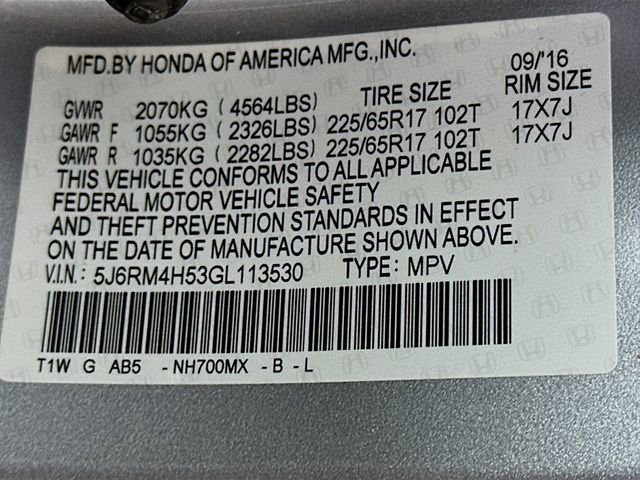 MFD.BY HONDA OF AMERICA MFG.,INC. 09/'16
GVWR 2070KG (4564LBS) TIRE SIZE RIM SIZE
GAWR F 1055KG (2326LBS) 225/65R17 102T 17X7J
GAWR R 1035KG (2282LBS) 225/65R17 102T 17X7J
THIS VEHICLE CONFORMS TO ALL APPLICABLE
FEDERAL MOTOR VEHICLE SAFETY
AND THEFT PREVENTION STANDARDS IN EFFECT
ON THE DATE OF MANUFACTURE SHOWN ABOVE.
V.I.N.: 5J6RM4H53GL113530 TYPE: MPV
T1W G AB5 -NH700MX -B -L